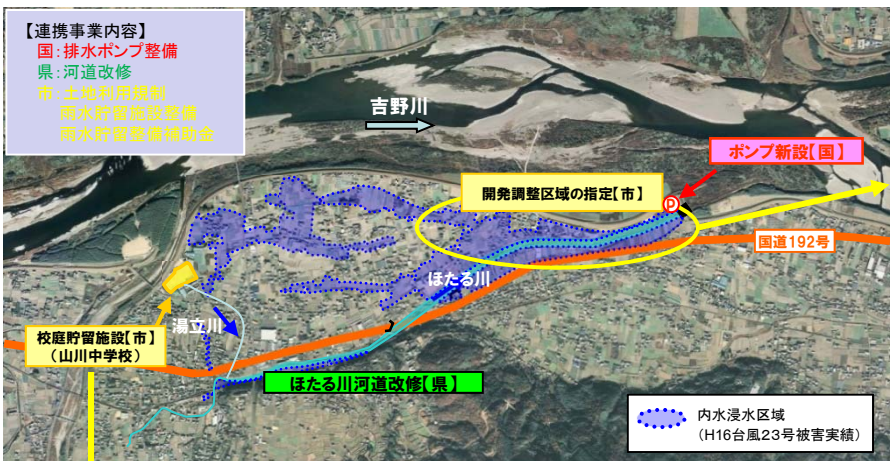 【連携事業内容】
国:排水ポンプ整備
県:河道改修
市:土地利用規制
雨水貯留施設整備
雨水貯留整備補助金
吉野川
ポンプ新設【国】
開発調整区域の指定【市】
P
国道192号
ほたる川
湯立川
校庭貯留施設【市】
(山川中学校)
ほたる川河道改修【県】
内水浸水区域
(H16台風23号被害実績)